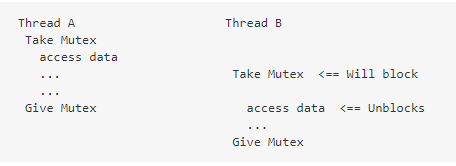 Thread A                    Thread B
 Take Mutex
   access data
   ...                       Take Mutex  <== Will block
   ...
 Give Mutex                    access data  <== Unblocks
                               ...
                             Give Mutex